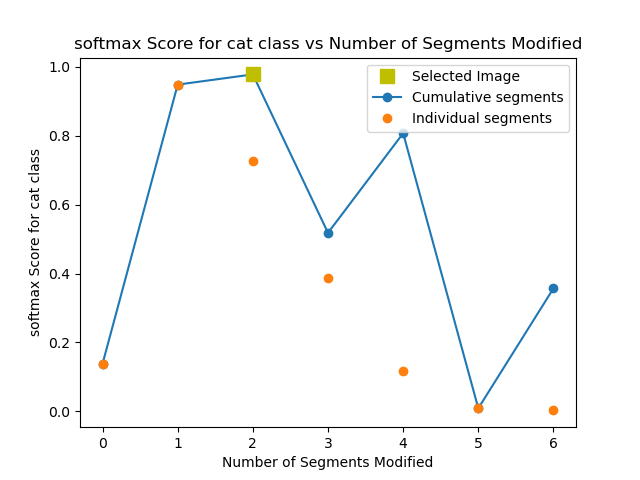 softmax Score for cat class vs Number of Segments Modified
1.0
0.8
0.6
0.4
0.2
0.0
softmax Score for cat class
Selected Image
Cumulative segments
Individual segments
0 1 2 3 4 5 6
Number of Segments Modified